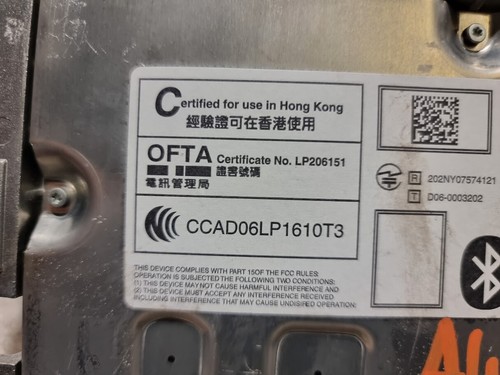 Certified for use in Hong Kong
經驗證可在香港使用
OFTA Certificate No. LP206151
證書號碼
電訊管理局
CCAD06LP1610T3
R 202NY07574121
T D06-0003202
THIS DEVICE COMPLIES WITH PART 15OF THE FCC RULES:
OPERATION IS SUBJECTED THE FOLLOWING TWO CONDITIONS:
(1) THIS DEVICE MAY NOT CAUSE HARMFUL INTERFERENCE AND
(2) THIS DEVICE MUST ACCEPT ANY INTERFERENCE RECEIVED,
INCLUDING INTERFERENCE THAT MAY CAUSE UNDESIRED OPERATION.